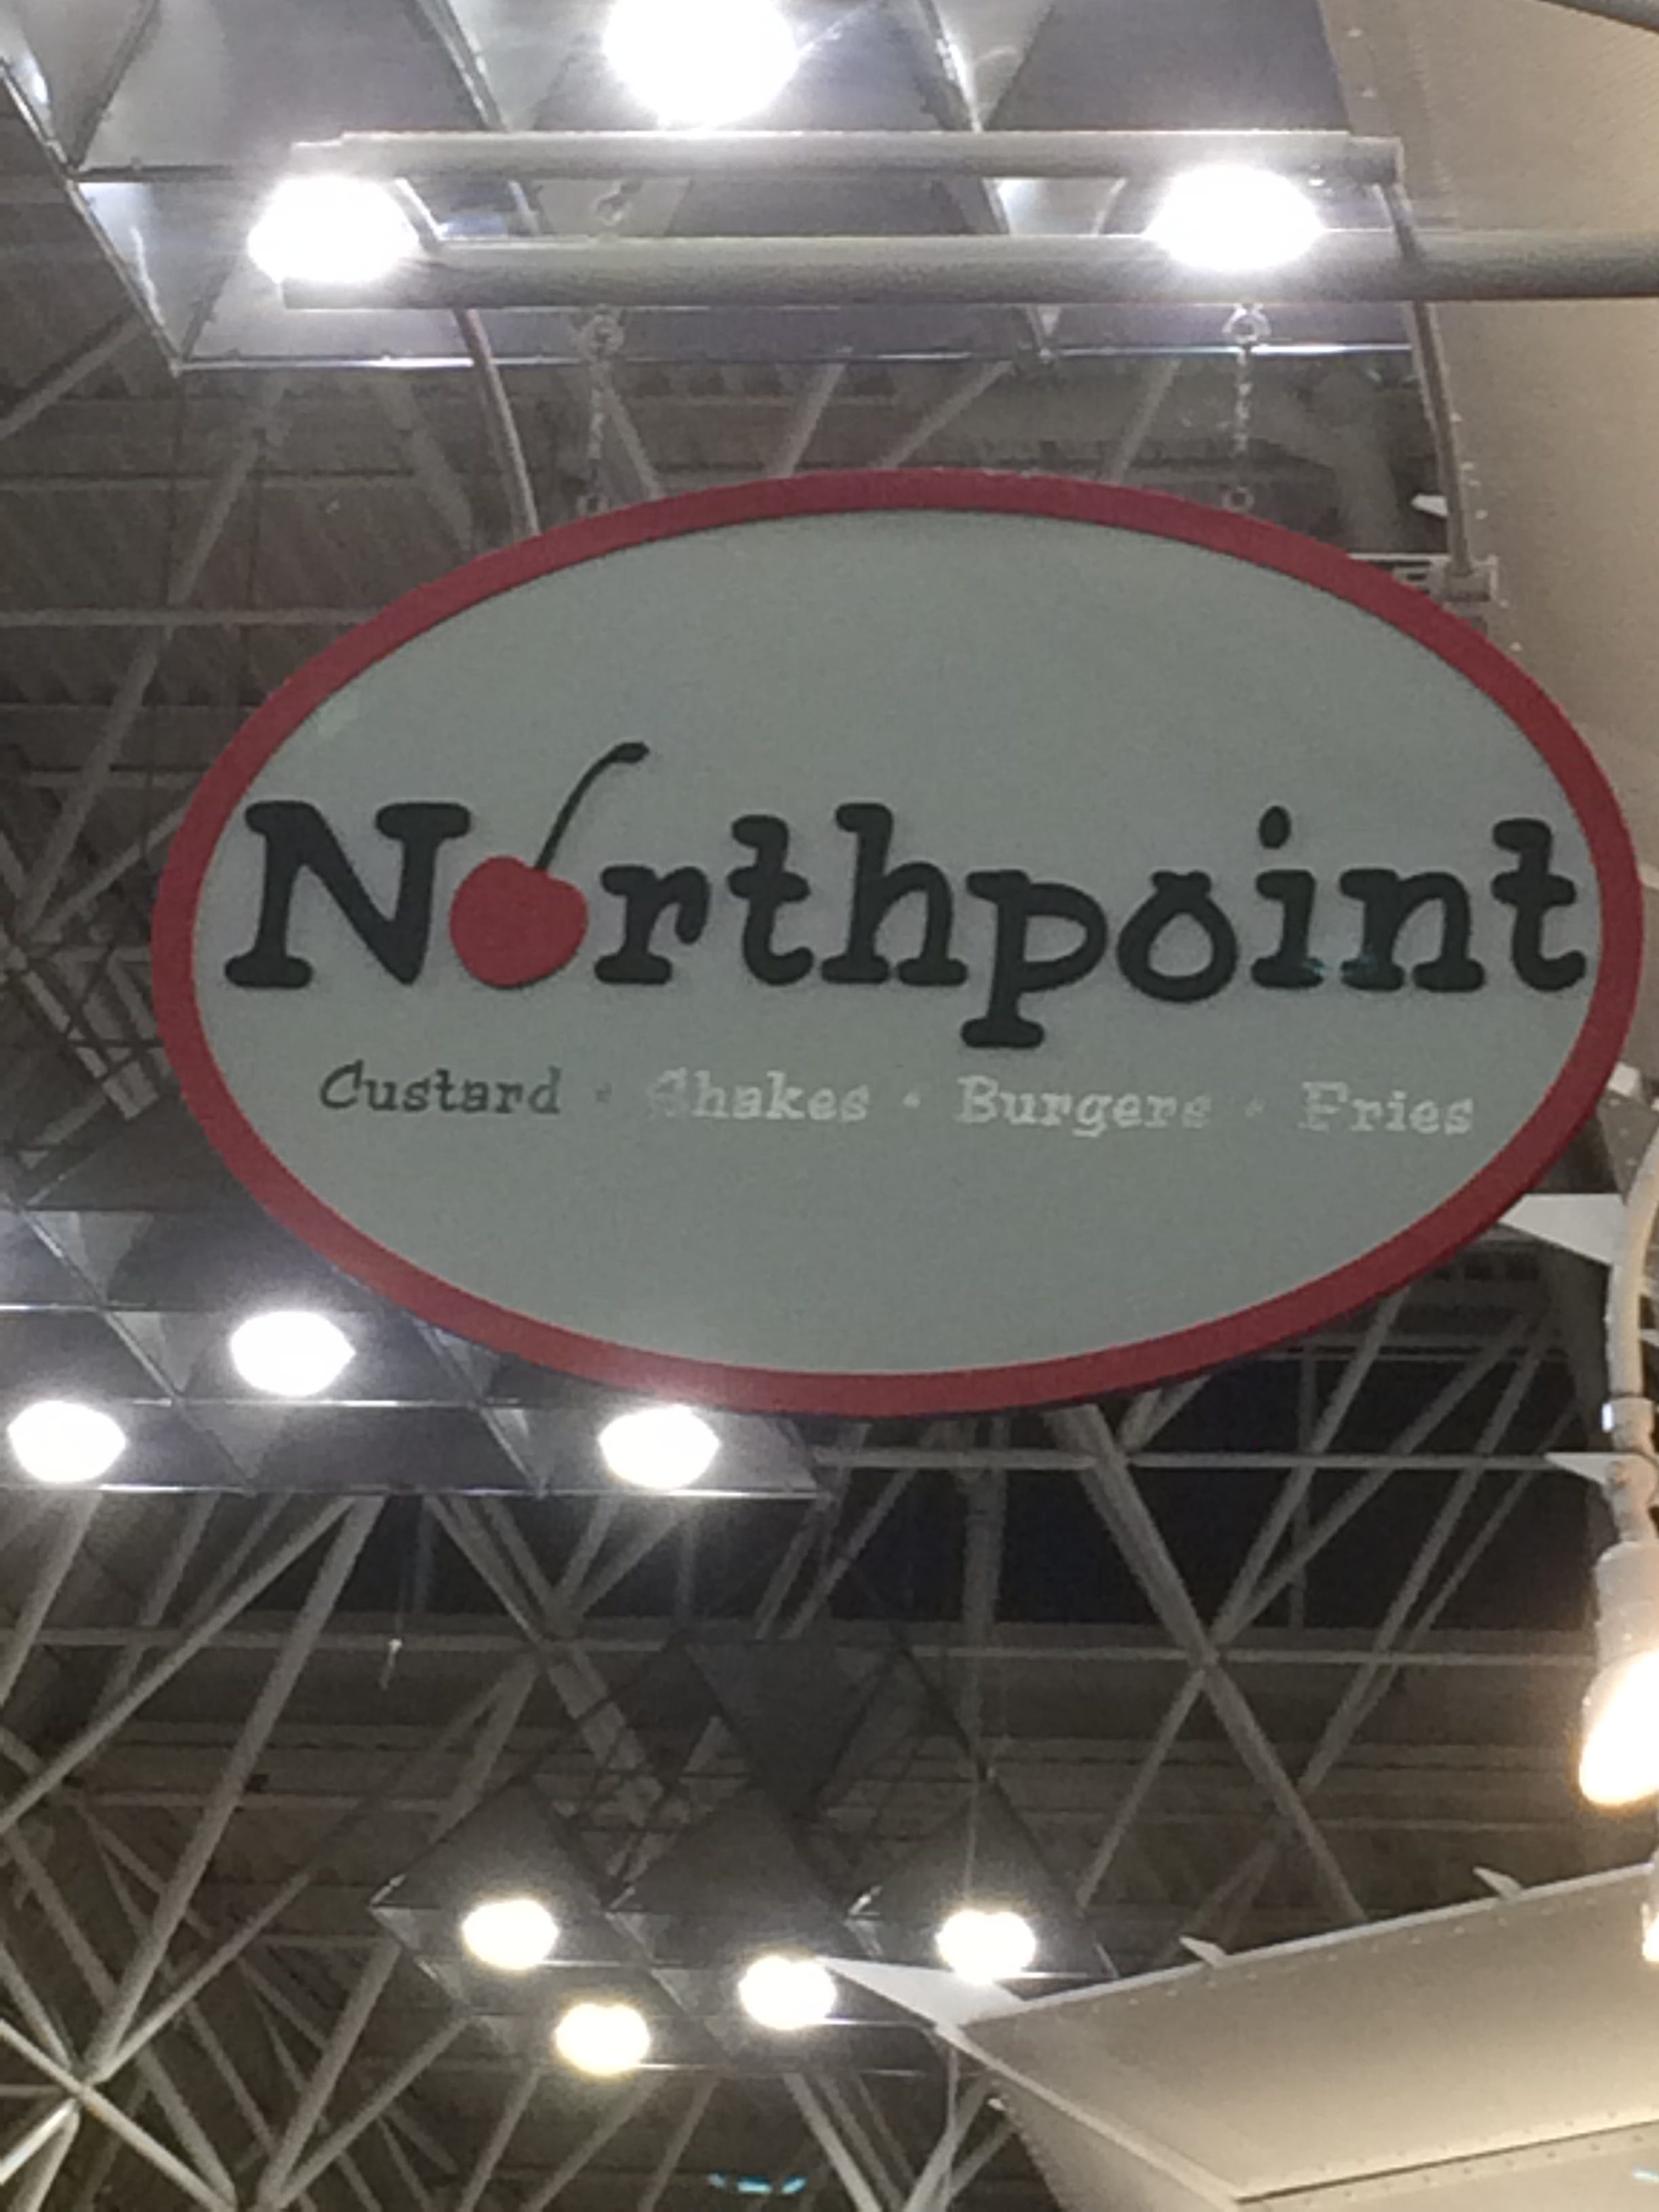 Northpoint
Custard • Shakes • Burgers • Fries